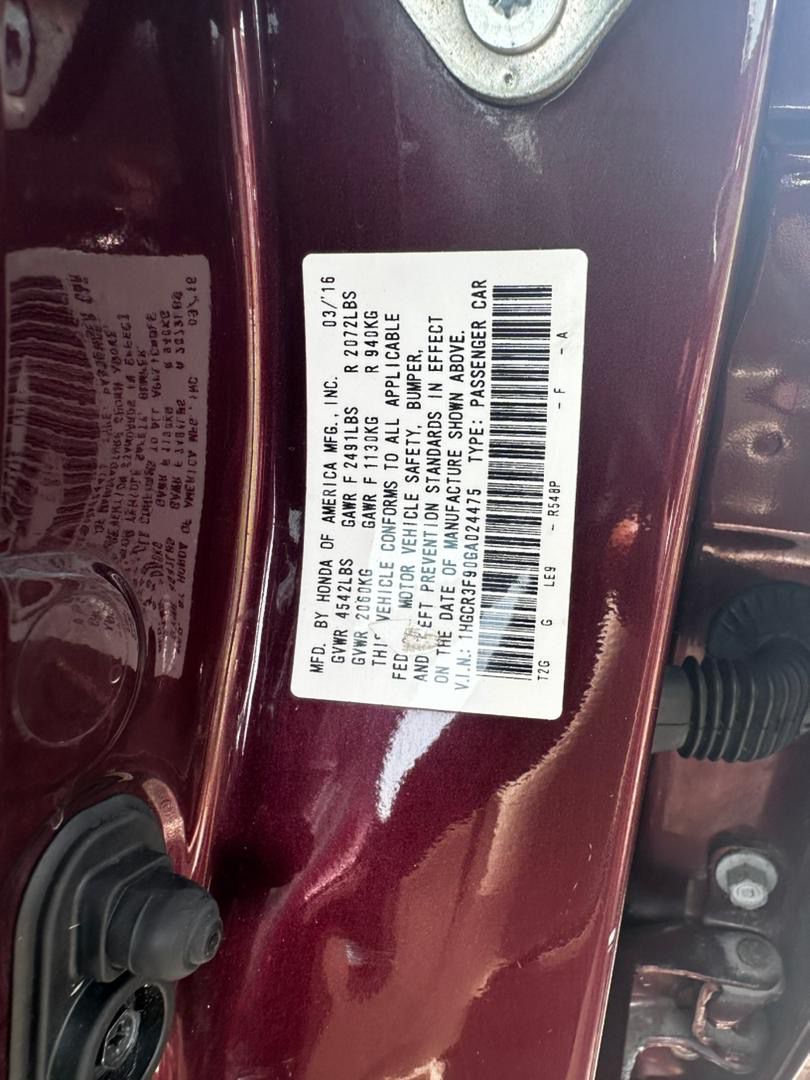 MFD. BY HONDA OF AMERICA MFG., INC. 03/'16
GVWR 4542LBS GAWR F 2491LBS R 2072LBS
GVWR 2060KG GAWR F 1130KG R 940KG
VEHICLE CONFORMS TO ALL APPLICABLE
MOTOR VEHICLE SAFETY, BUMPER,
AND PREVENTION STANDARDS IN EFFECT
ON THE DATE OF MANUFACTURE SHOWN ABOVE.
V.I.N.: 1HGCR3F90GA024475 TYPE: PASSENGER CAR
T2G G LE9 - R548P - F - A